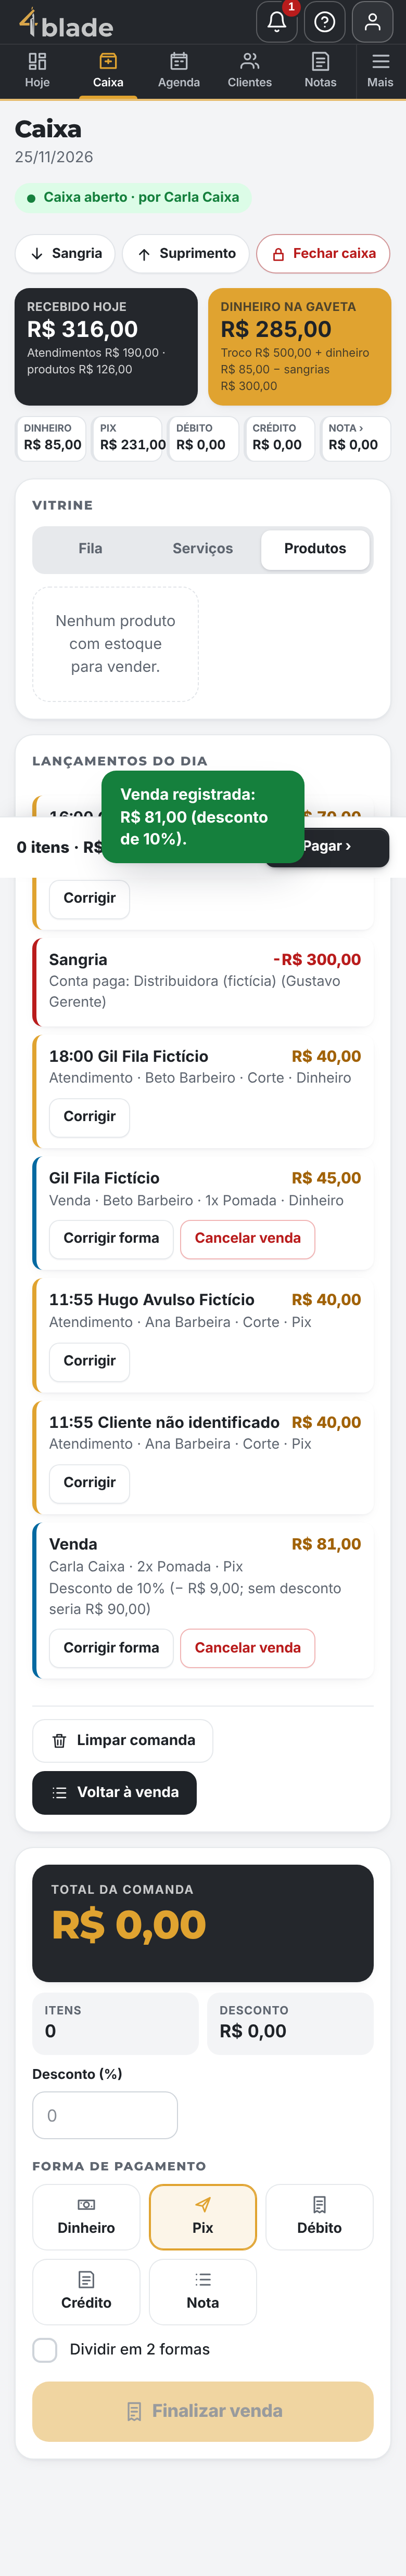 4blade
1
Hoje
Caixa
Agenda
Clientes
Notas
Mais
Caixa
25/11/2026
Caixa aberto · por Carla Caixa
Sangria
Suprimento
Fechar caixa
RECEBIDO HOJE
R$ 316,00
Atendimentos R$ 190,00 ·
produtos R$ 126,00
DINHEIRO NA GAVETA
R$ 285,00
Troco R$ 500,00 + dinheiro
R$ 85,00 − sangrias
R$ 300,00
DINHEIRO
R$ 85,00
PIX
R$ 231,00
DÉBITO
R$ 0,00
CRÉDITO
R$ 0,00
NOTA ›
R$ 0,00
VITRINE
Fila
Serviços
Produtos
Nenhum produto
com estoque
para vender.
LANÇAMENTOS DO DIA
Venda registrada:
R$ 81,00 (desconto
de 10%).
0 itens · R$
Pagar ›
Corrigir
Sangria
-R$ 300,00
Conta paga: Distribuidora (fictícia) (Gustavo
Gerente)
18:00 Gil Fila Fictício
R$ 40,00
Atendimento · Beto Barbeiro · Corte · Dinheiro
Corrigir
Gil Fila Fictício
R$ 45,00
Venda · Beto Barbeiro · 1x Pomada · Dinheiro
Corrigir forma
Cancelar venda
11:55 Hugo Avulso Fictício
R$ 40,00
Atendimento · Ana Barbeira · Corte · Pix
Corrigir
11:55 Cliente não identificado
R$ 40,00
Atendimento · Ana Barbeira · Corte · Pix
Corrigir
Venda
R$ 81,00
Carla Caixa · 2x Pomada · Pix
Desconto de 10% (− R$ 9,00; sem desconto
seria R$ 90,00)
Corrigir forma
Cancelar venda
Limpar comanda
Voltar à venda
TOTAL DA COMANDA
R$ 0,00
ITENS
0
DESCONTO
R$ 0,00
Desconto (%)
0
FORMA DE PAGAMENTO
Dinheiro
Pix
Débito
Crédito
Nota
Dividir em 2 formas
Finalizar venda